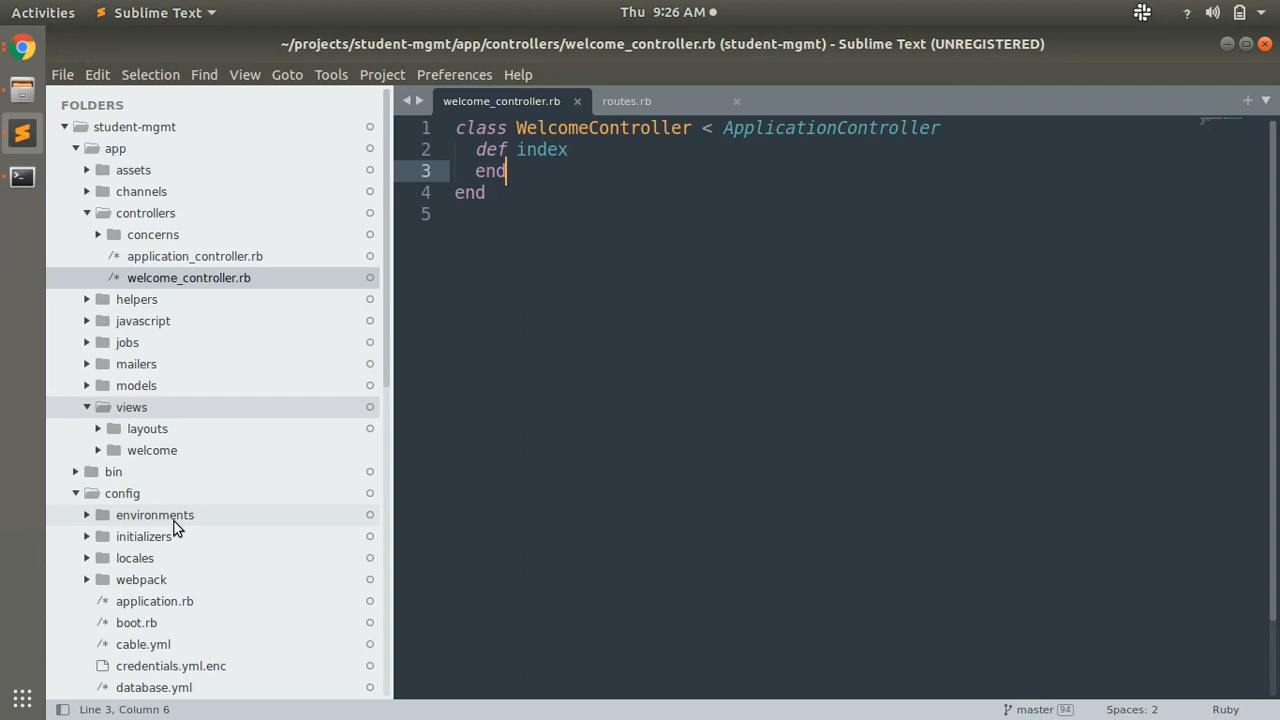 Activities Sublime Text Thu 9:26 AM
~/projects/student-mgmt/app/controllers/welcome_controller.rb (student-mgmt) - Sublime Text (UNREGISTERED)
File Edit Selection Find View Goto Tools Project Preferences Help
FOLDERS
student-mgmt
app
assets
channels
controllers
concerns
/* application_controller.rb
/* welcome_controller.rb
helpers
javascript
jobs
mailers
models
views
layouts
welcome
bin
config
environments
initializers
locales
webpack
/* application.rb
/* boot.rb
/* cable.yml
credentials.yml.enc
/* database.yml
welcome_controller.rb × routes.rb ×
1 class WelcomeController < ApplicationController
2 def index
3 end
4 end
5
Line 3, Column 6 master 94 Spaces: 2 Ruby